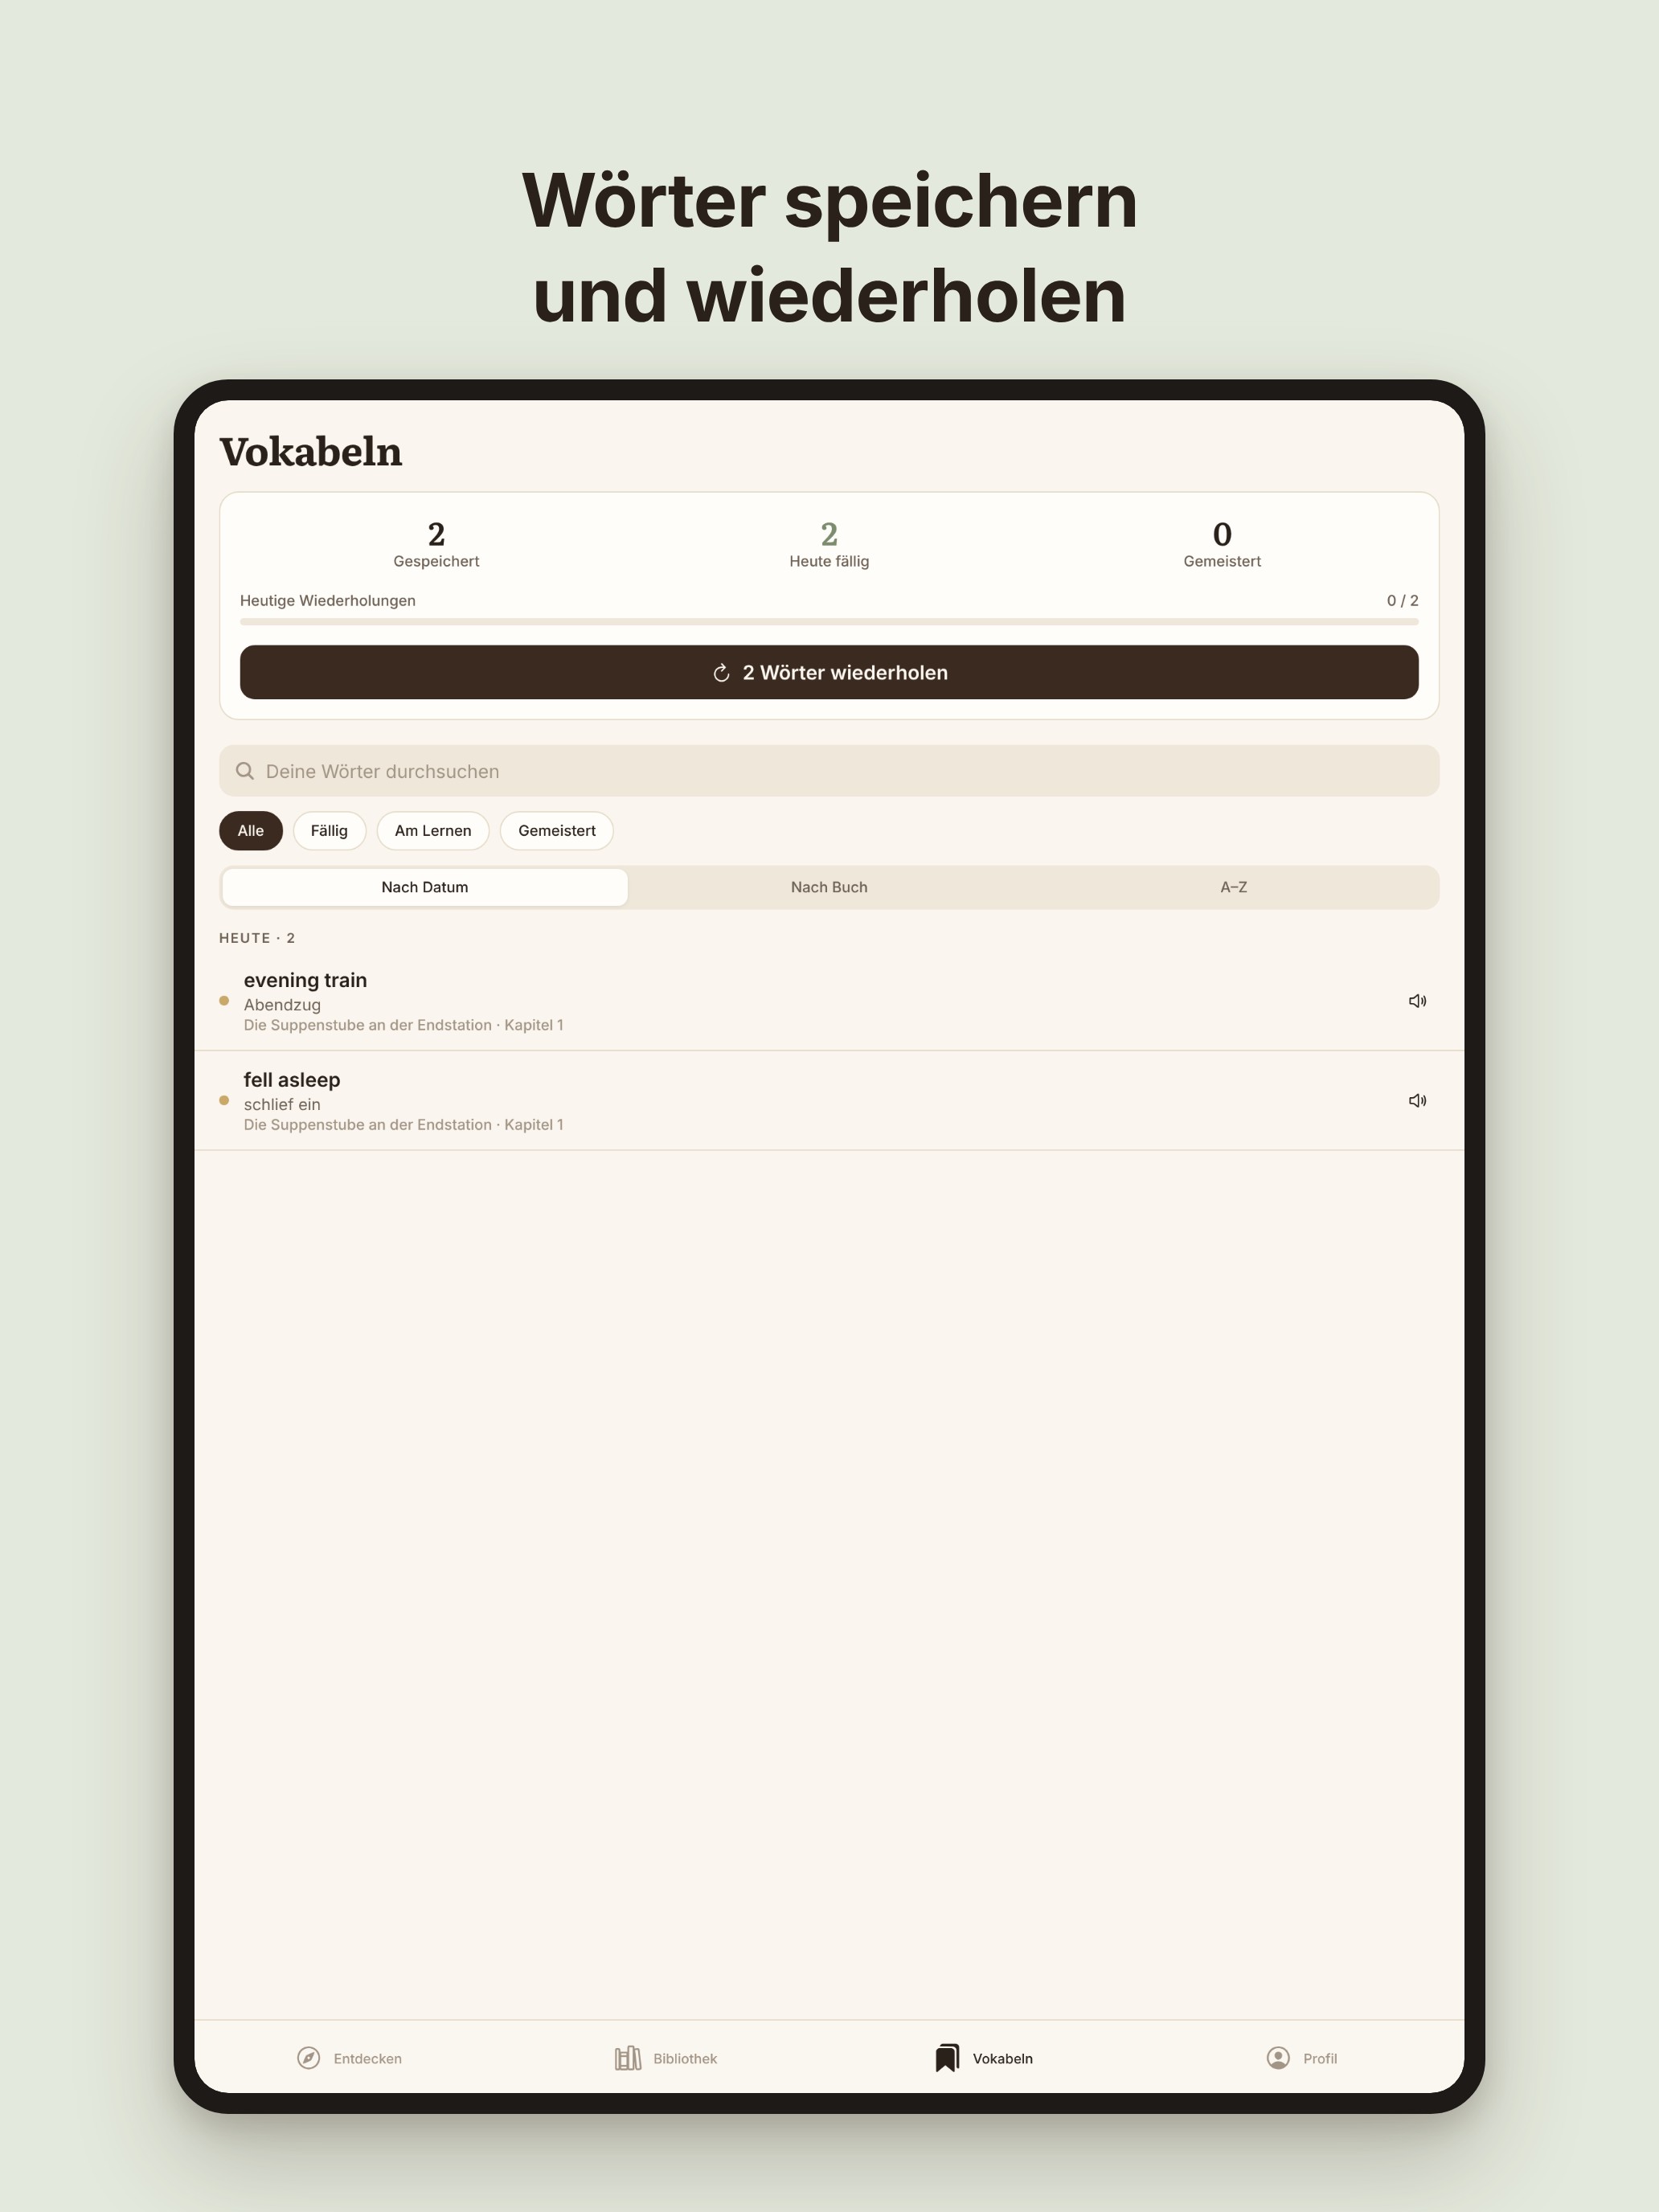 Wörter speichern
und wiederholen
Vokabeln
2
Gespeichert
2
Heute fällig
0
Gemeistert
Heutige Wiederholungen
0 / 2
2 Wörter wiederholen
Deine Wörter durchsuchen
Alle
Fällig
Am Lernen
Gemeistert
Nach Datum
Nach Buch
A–Z
HEUTE · 2
evening train
Abendzug
Die Suppenstube an der Endstation · Kapitel 1
fell asleep
schlief ein
Die Suppenstube an der Endstation · Kapitel 1
Entdecken
Bibliothek
Vokabeln
Profil